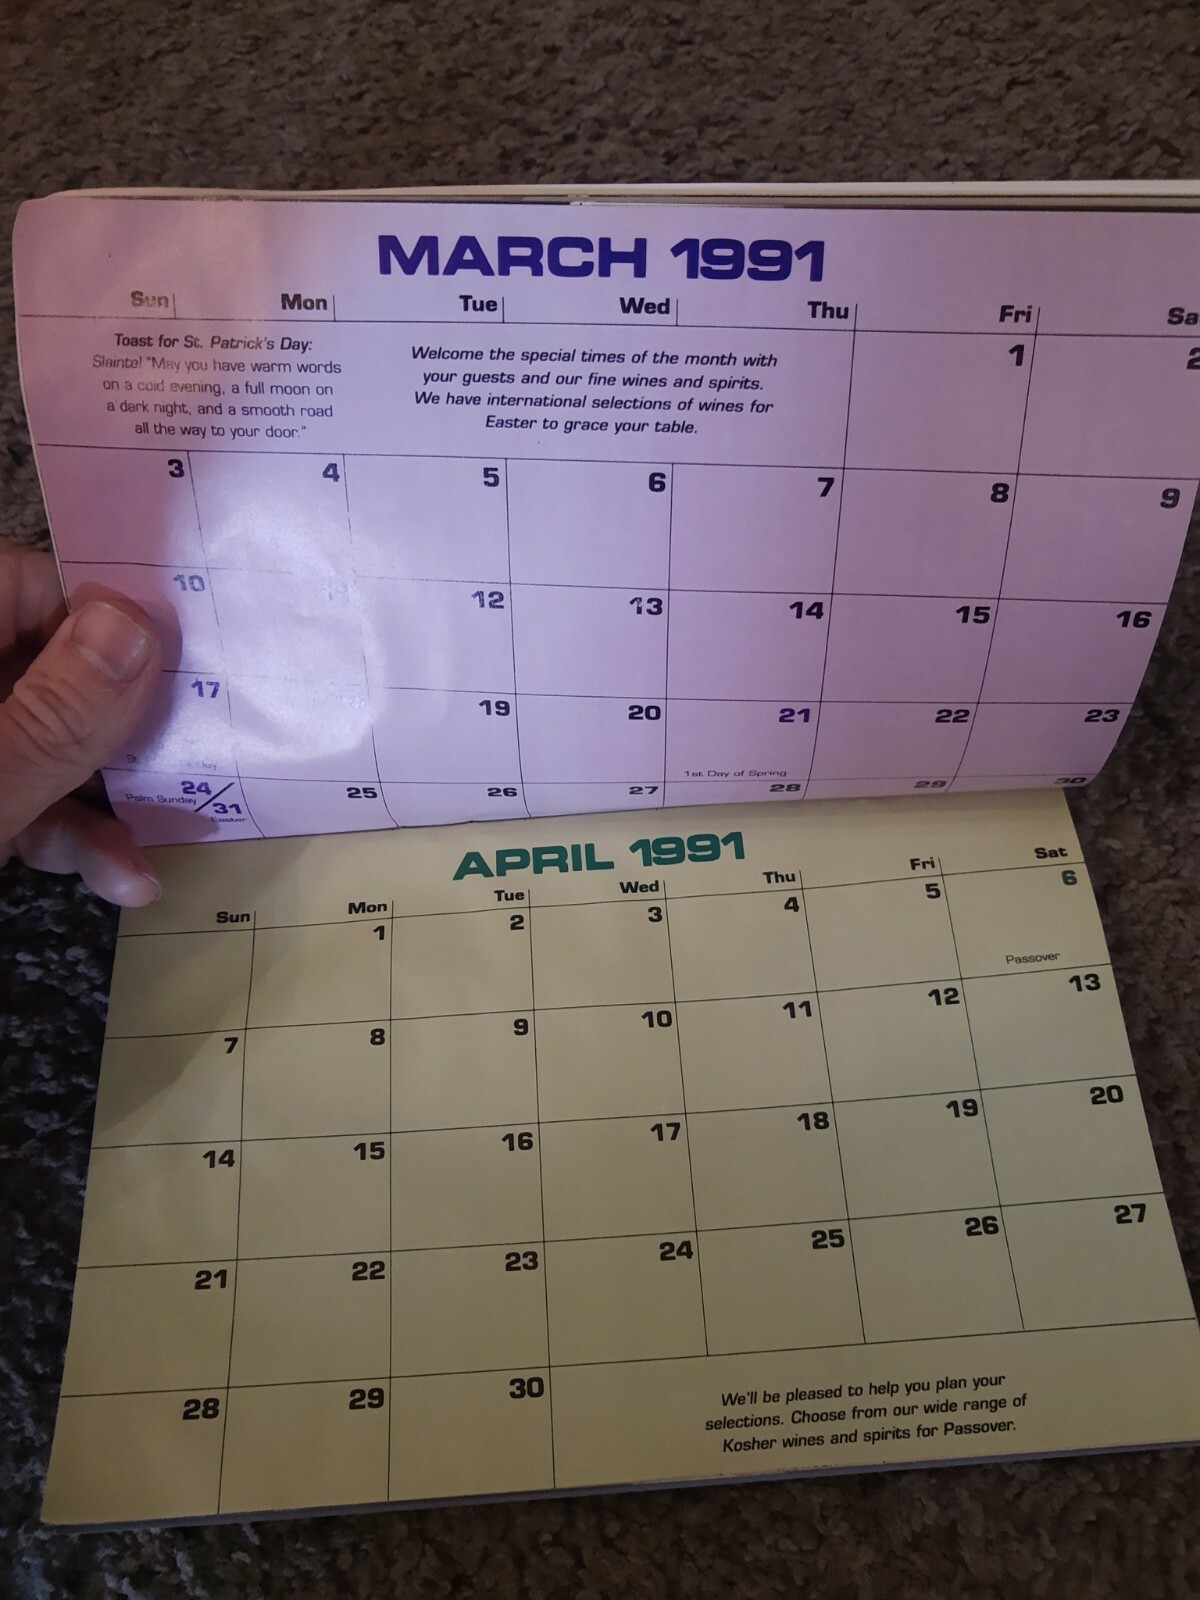 MARCH 1991
Sun Mon Tue Wed Thu Fri Sa
Toast for St. Patrick's Day:
Slainte! "May you have warm words
on a cold evening, a full moon on
a dark night, and a smooth road
all the way to your door."
Welcome the special times of the month with
your guests and our fine wines and spirits.
We have international selections of wines for
Easter to grace your table.
1 2
3 4 5 6 7 8 9
10 11 12 13 14 15 16
17 19 20 21 22 23
St. Day
1st Day of Spring
24/31 25 26 27 28 29 30
Palm Sunday
Easter
APRIL 1991
Sun Mon Tue Wed Thu Fri Sat
1 2 3 4 5 6
Passover
7 8 9 10 11 12 13
14 15 16 17 18 19 20
21 22 23 24 25 26 27
28 29 30
We'll be pleased to help you plan your
selections. Choose from our wide range of
Kosher wines and spirits for Passover.